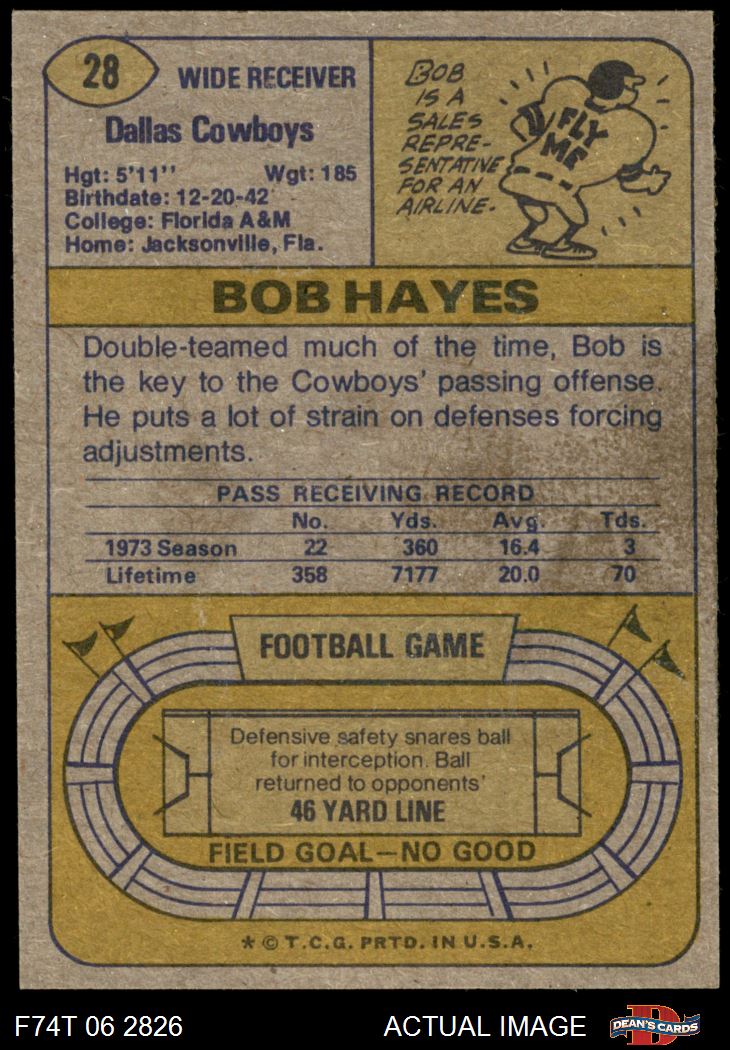 28
WIDE RECEIVER
Dallas Cowboys
Hgt: 5'11'' Wgt: 185
Birthdate: 12-20-42
College: Florida A&M
Home: Jacksonville, Fla.
BOB
IS A
SALES
REPRE-
SENTATIVE
FOR AN
AIRLINE.
FLY
ME
BOB HAYES
Double-teamed much of the time, Bob is
the key to the Cowboys' passing offense.
He puts a lot of strain on defenses forcing
adjustments.
PASS RECEIVING RECORD
No. Yds. Avg. Tds.
1973 Season 22 360 16.4 3
Lifetime 358 7177 20.0 70
FOOTBALL GAME
Defensive safety snares ball
for interception. Ball
returned to opponents'
46 YARD LINE
FIELD GOAL—NO GOOD
* © T.C.G. PRTD. IN U.S.A.
F74T 06 2826 ACTUAL IMAGE
DEAN'S CARDS